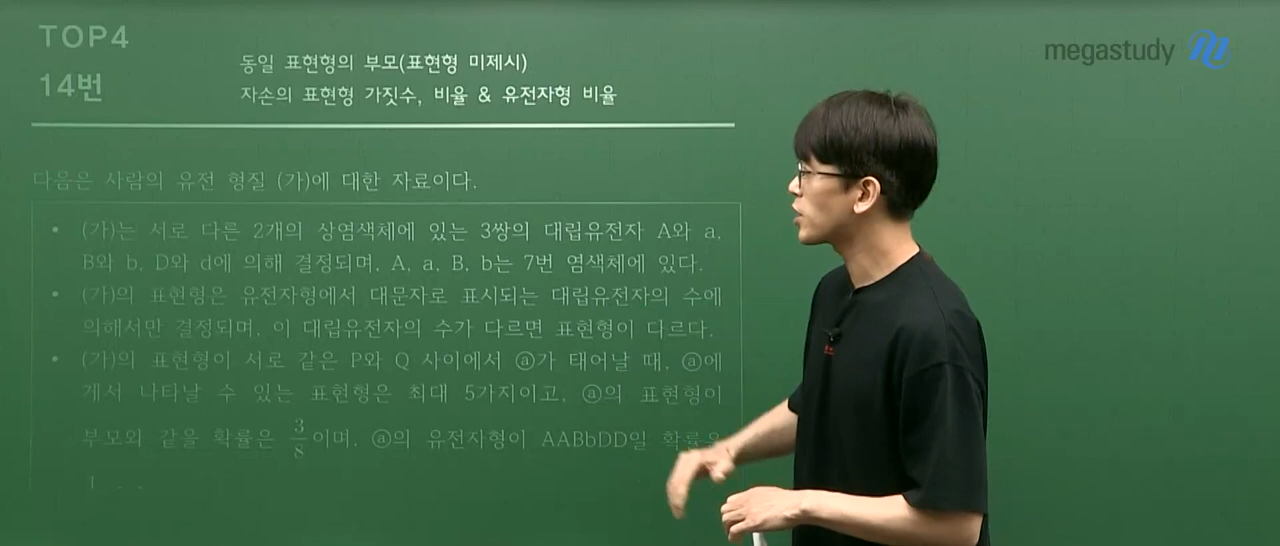 TOP4
14번
동일 표현형의 부모(표현형 미제시)
자손의 표현형 가짓수, 비율 & 유전자형 비율
megastudy
다음은 사람의 유전 형질 (가)에 대한 자료이다.
• (가)는 서로 다른 2개의 상염색체에 있는 3쌍의 대립유전자 A와 a,
B와 b, D와 d에 의해 결정되며, A, a, B, b는 7번 염색체에 있다.
• (가)의 표현형은 유전자형에서 대문자로 표시되는 대립유전자의 수에
의해서만 결정되며, 이 대립유전자의 수가 다르면 표현형이 다르다.
• (가)의 표현형이 서로 같은 P와 Q 사이에서 ⓐ가 태어날 때, ⓐ에
게서 나타날 수 있는 표현형은 최대 5가지이고, ⓐ의 표현형이
부모와 같을 확률은 3/8이며, ⓐ의 유전자형이 AABbDD일 확률은